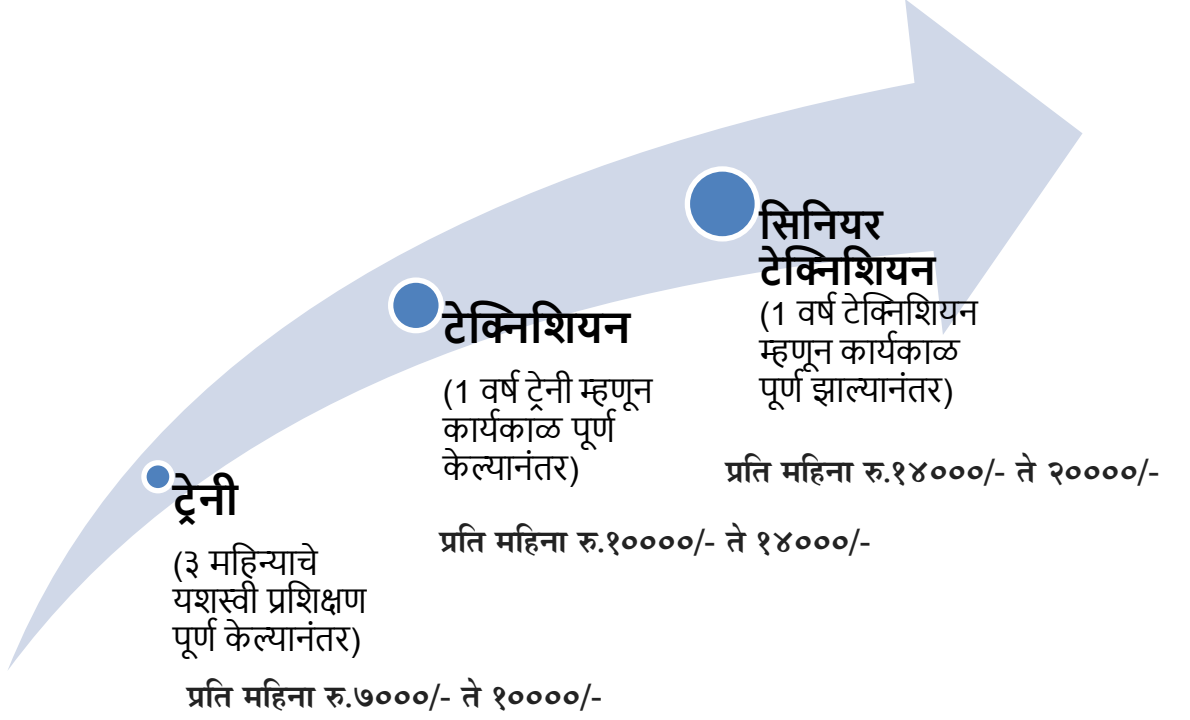 ट्रेनी
(३ महिन्याचे
यशस्वी प्रशिक्षण
पूर्ण केल्यानंतर)
प्रति महिना रु.७०००/- ते १००००/-
टेक्निशियन
(1 वर्ष ट्रेनी म्हणून
कार्यकाळ पूर्ण
केल्यानंतर)
प्रति महिना रु.१००००/- ते १४०००/-
सिनियर
टेक्निशियन
(1 वर्ष टेक्निशियन
म्हणून कार्यकाळ
पूर्ण झाल्यानंतर)
प्रति महिना रु.१४०००/- ते २००००/-